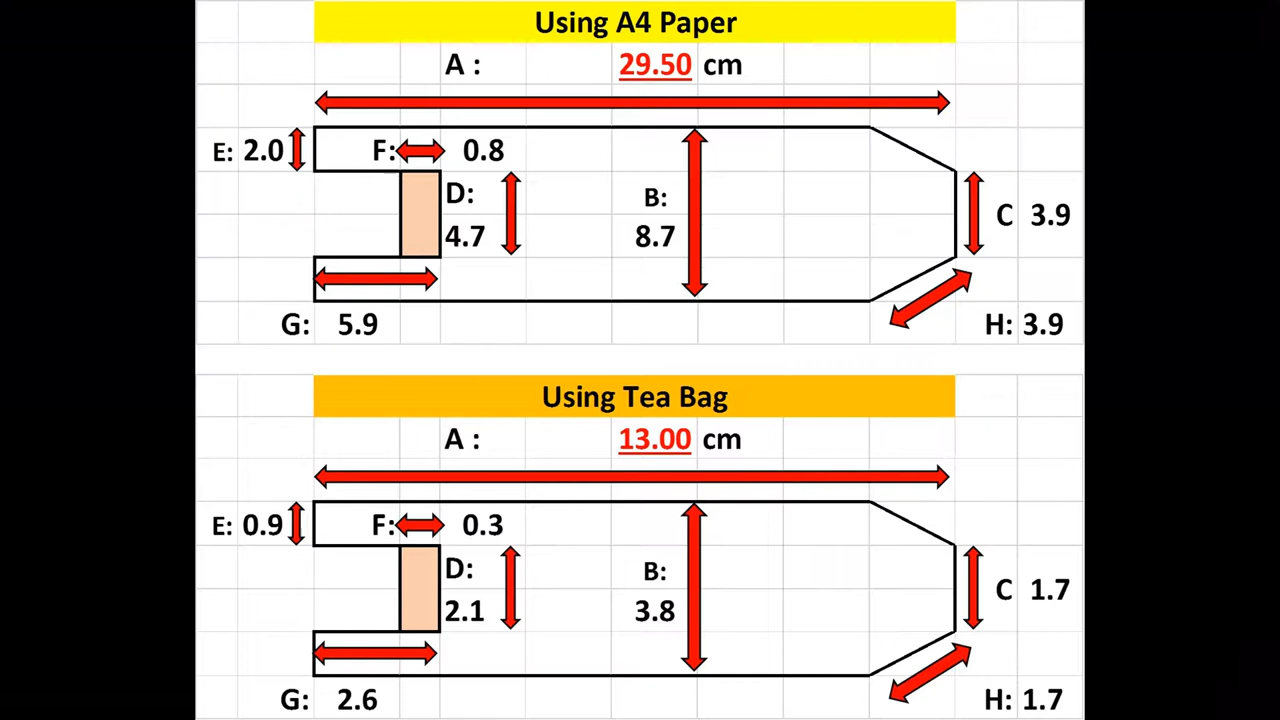 Using A4 Paper
A : 29.50 cm
E: 2.0 F: 0.8
D: B:
C 3.9
4.7 8.7
G: 5.9 H: 3.9
Using Tea Bag
A : 13.00 cm
E: 0.9 F: 0.3
D: B:
C 1.7
2.1 3.8
G: 2.6 H: 1.7